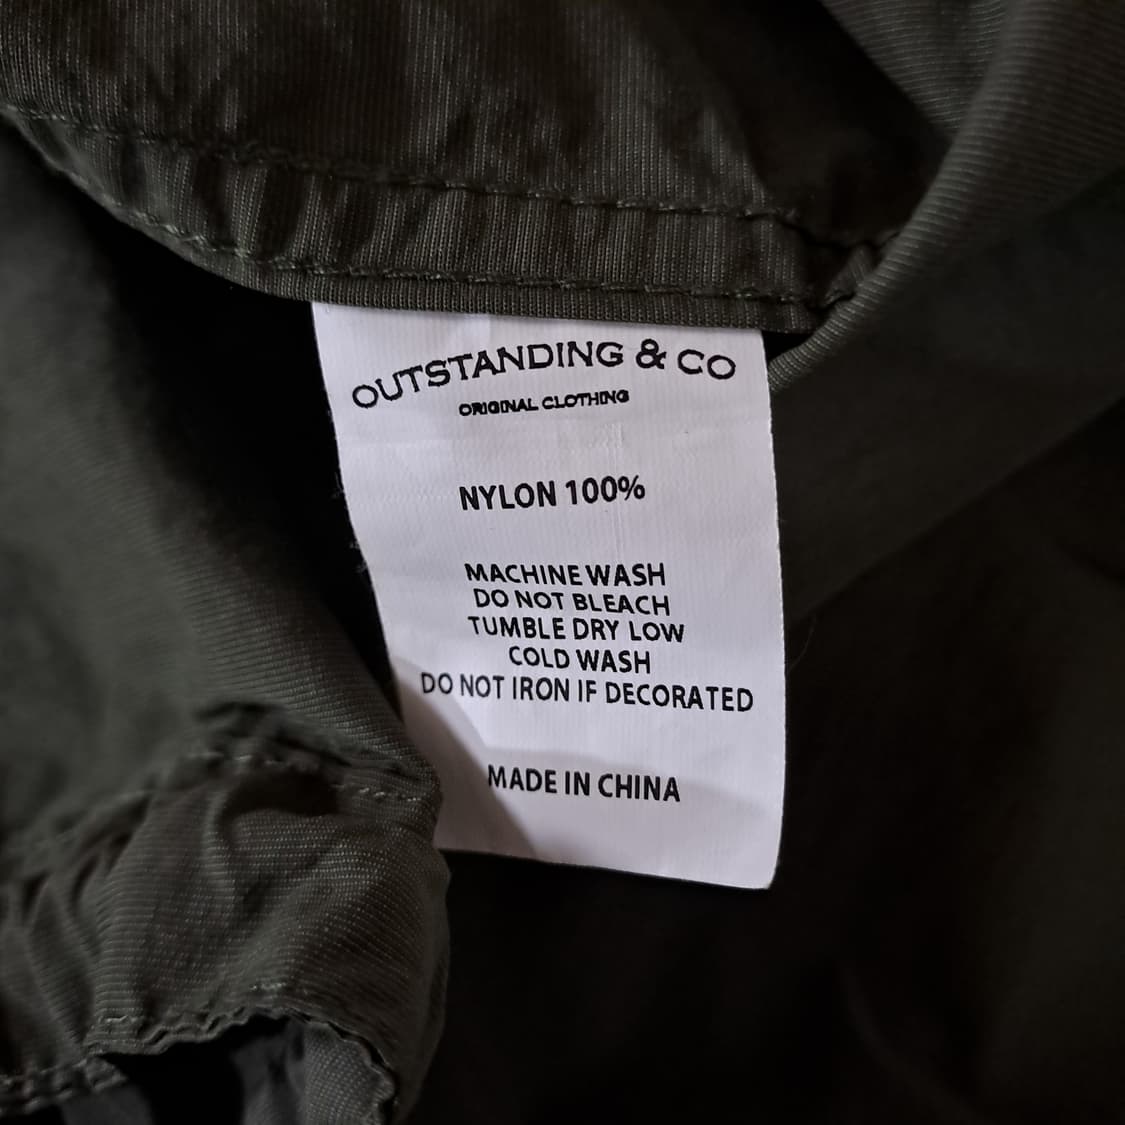 OUTSTANDING & CO
ORIGINAL CLOTHING
NYLON 100%
MACHINE WASH
DO NOT BLEACH
TUMBLE DRY LOW
COLD WASH
DO NOT IRON IF DECORATED
MADE IN CHINA